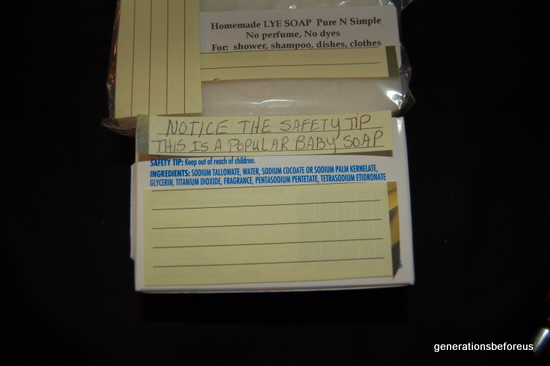 Homemade LYE SOAP Pure N Simple
No perfume, No dyes
For: shower, shampoo, dishes, clothes
NOTICE THE SAFETY TIP
THIS IS A POPULAR BABY SOAP
SAFETY TIP: Keep out of reach of children.
INGREDIENTS: SODIUM TALLOWATE, WATER, SODIUM COCOATE OR SODIUM PALM KERNELATE,
GLYCERIN, TITANIUM DIOXIDE, FRAGRANCE, PENTASODIUM PENTETATE, TETRASODIUM ETIDRONATE
generationsbeforeus